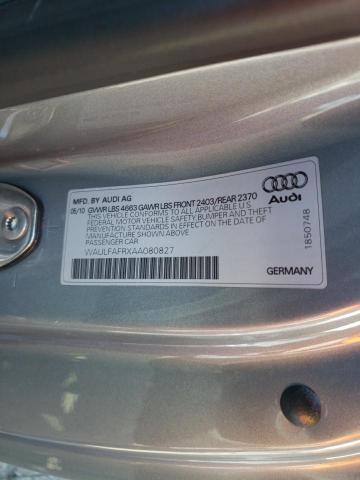 MFD. BY AUDI AG
05/10 GVWR LBS 4663 GAWR LBS FRONT 2403/REAR 2370
THIS VEHICLE CONFORMS TO ALL APPLICABLE U.S.
FEDERAL MOTOR VEHICLE SAFETY, BUMPER AND THEFT
PREVENTION STANDARDS IN EFFECT ON THE DATE OF
MANUFACTURE SHOWN ABOVE
PASSENGER CAR
WAULFAFRXAA080827
Audi
1850748
GERMANY